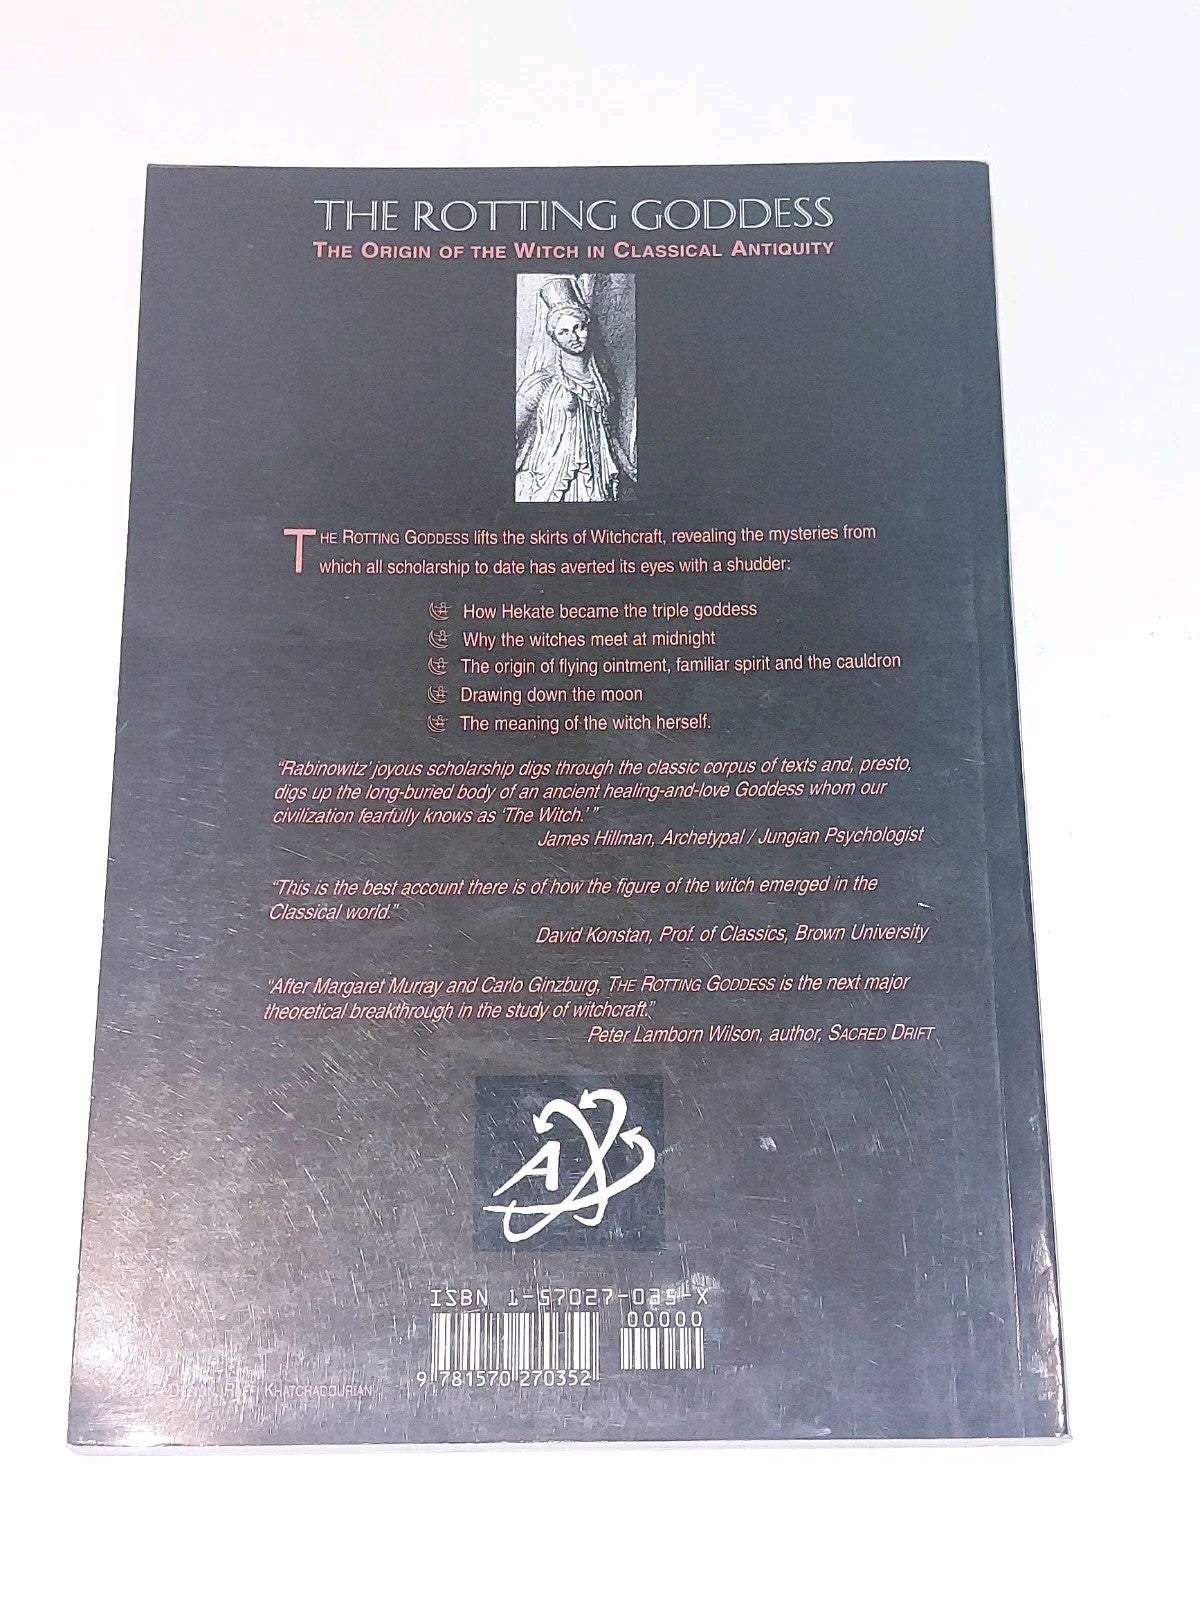 THE ROTTING GODDESS
THE ORIGIN OF THE WITCH IN CLASSICAL ANTIQUITY
THE ROTTING GODDESS lifts the skirts of Witchcraft, revealing the mysteries from
which all scholarship to date has averted its eyes with a shudder:
How Hekate became the triple goddess
Why the witches meet at midnight
The origin of flying ointment, familiar spirit and the cauldron
Drawing down the moon
The meaning of the witch herself.
"Rabinowitz' joyous scholarship digs through the classic corpus of texts and, presto,
digs up the long-buried body of an ancient healing-and-love Goddess whom our
civilization fearfully knows as 'The Witch.'"
James Hillman, Archetypal / Jungian Psychologist
"This is the best account there is of how the figure of the witch emerged in the
Classical world."
David Konstan, Prof. of Classics, Brown University
"After Margaret Murray and Carlo Ginzburg, THE ROTTING GODDESS is the next major
theoretical breakthrough in the study of witchcraft."
Peter Lamborn Wilson, author, SACRED DRIFT
A
ISBN 1-57027-035-X
00000
9 781570 270352
KHATCHADOURIAN